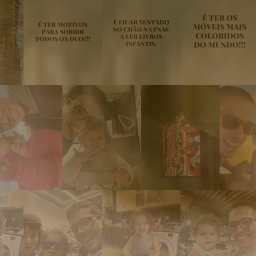 É TER MOTIVOS
PARA SORRIR
TODOS OS DIAS!!!
É FICAR SENTADO
NO CHÃO NA FNAC
A LER LIVROS
INFANTIS.
É TER OS
MÓVEIS MAIS
COLORIDOS
DO MUNDO!!!